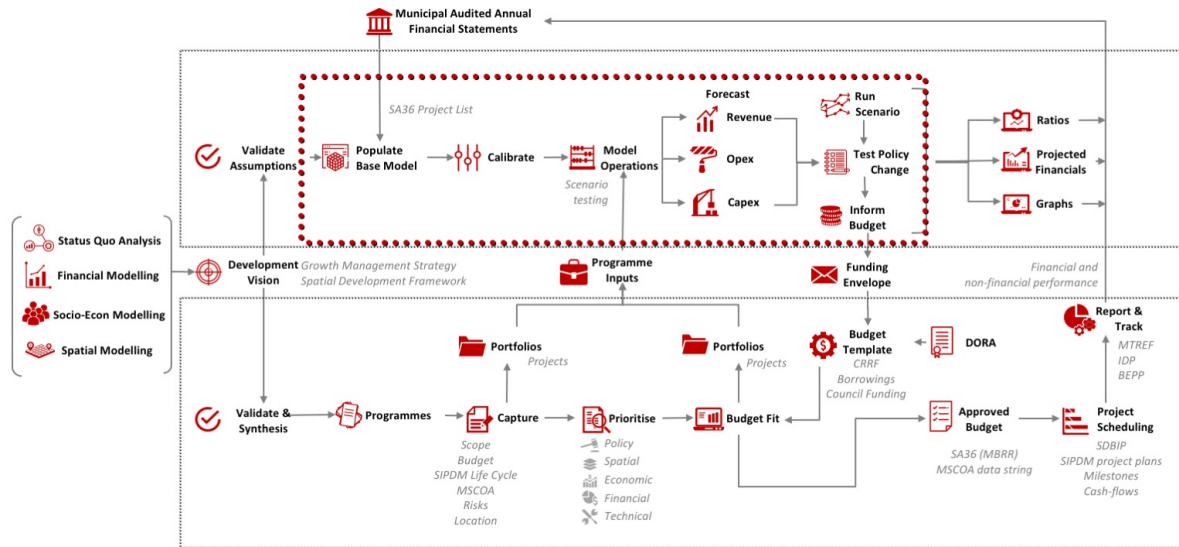 Municipal Audited Annual
Financial Statements
SA36 Project List
Validate
Assumptions
Populate
Base Model
Calibrate
Model
Operations
Scenario
testing
Forecast
Revenue
Opex
Capex
Run
Scenario
Test Policy
Change
Inform
Budget
Ratios
Projected
Financials
Graphs
Status Quo Analysis
Financial Modelling
Socio-Econ Modelling
Spatial Modelling
Development
Vision
Growth Management Strategy
Spatial Development Framework
Programme
Inputs
Funding
Envelope
Financial and
non-financial performance
Portfolios
Projects
Portfolios
Projects
Budget
Template
CRRF
Borrowings
Council Funding
DORA
Report &
Track
MTREF
IDP
BEPP
Validate &
Synthesis
Programmes
Capture
Scope
Budget
SIPDM Life Cycle
MSCOA
Risks
Location
Prioritise
Policy
Spatial
Economic
Financial
Technical
Budget Fit
Approved
Budget
SA36 (MBRR)
MSCOA data string
Project
Scheduling
SDBIP
SIPDM project plans
Milestones
Cash-flows